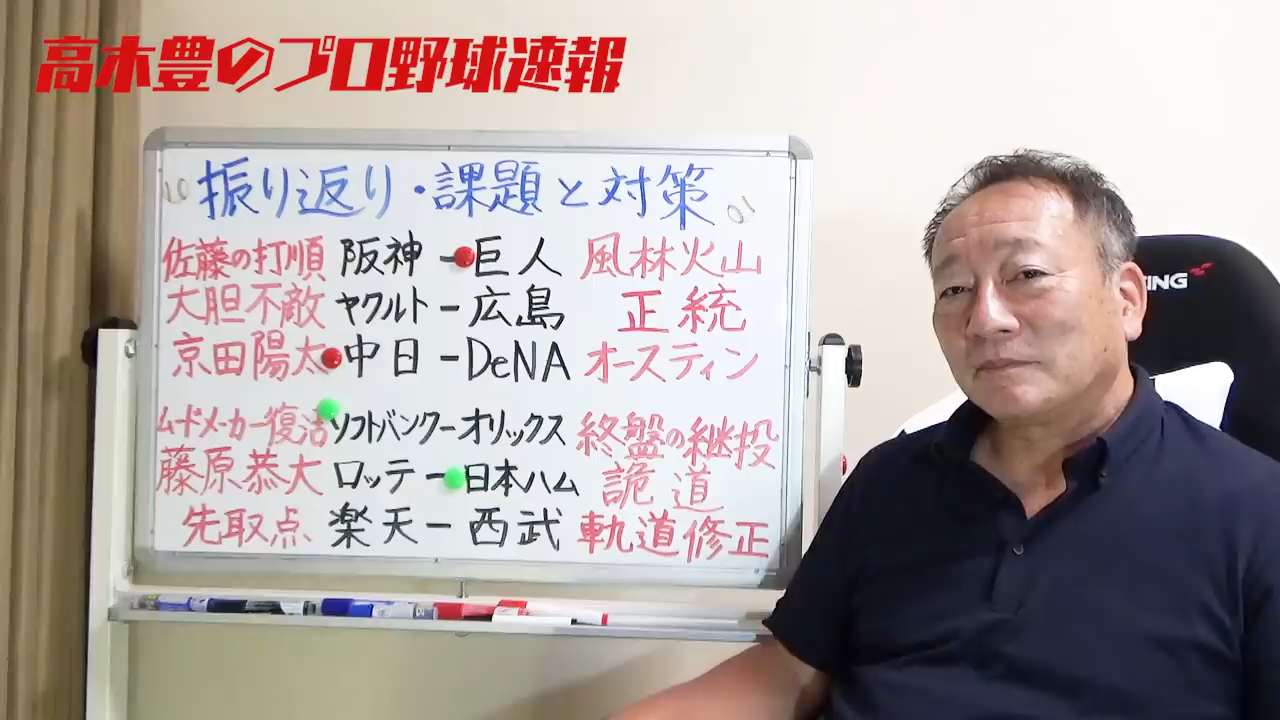 高木豊のプロ野球速報
振り返り・課題と対策
佐藤の打順 阪神ー巨人 風林火山
大胆不敵 ヤクルトー広島 正統
京田陽太 中日ーDeNA オースティン
ムードメーカー復活 ソフトバンクーオリックス 終盤の継投
藤原恭大 ロッテー日本ハム 詭道
先取点 楽天ー西武 軌道修正
ING